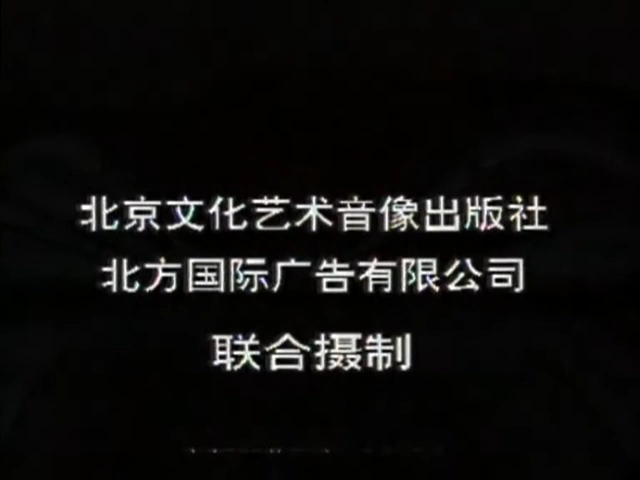 北京文化艺术音像出版社
北方国际广告有限公司
联合摄制